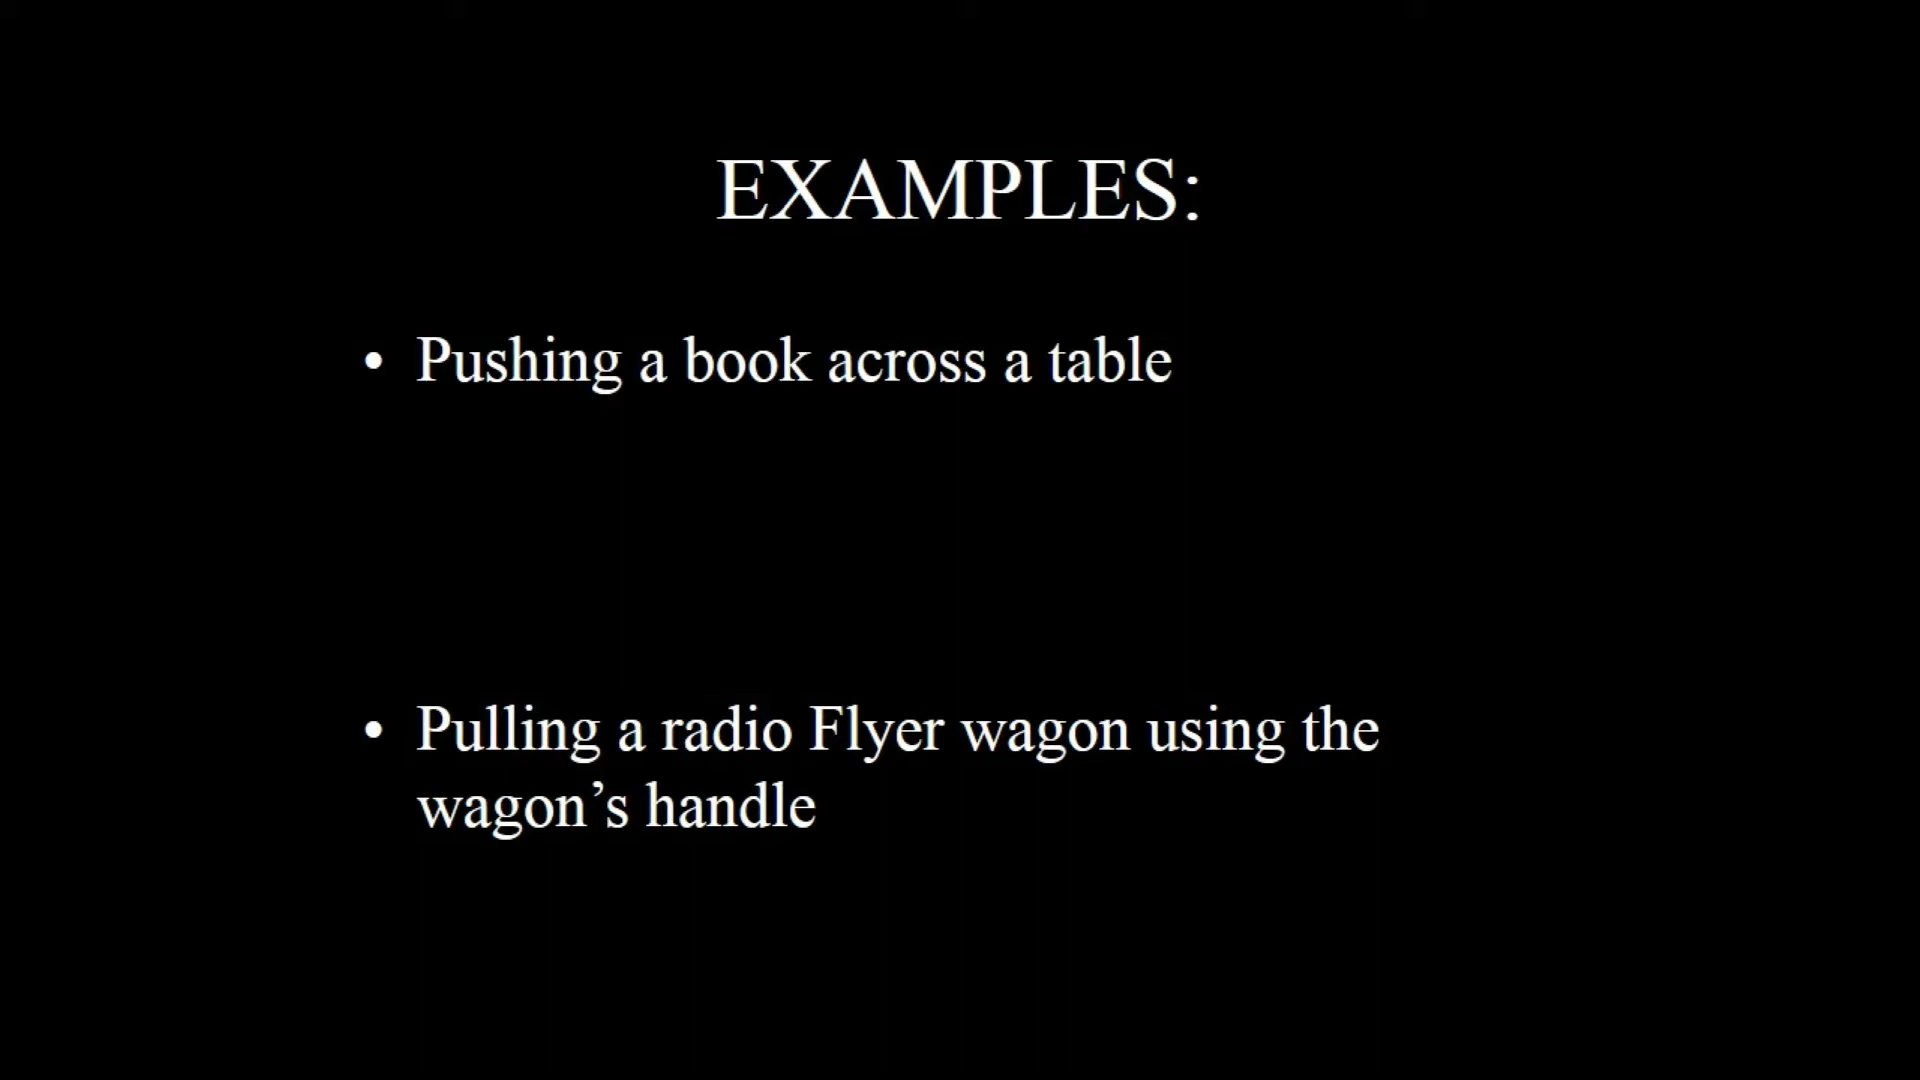 EXAMPLES:
• Pushing a book across a table
• Pulling a radio Flyer wagon using the
wagon’s handle